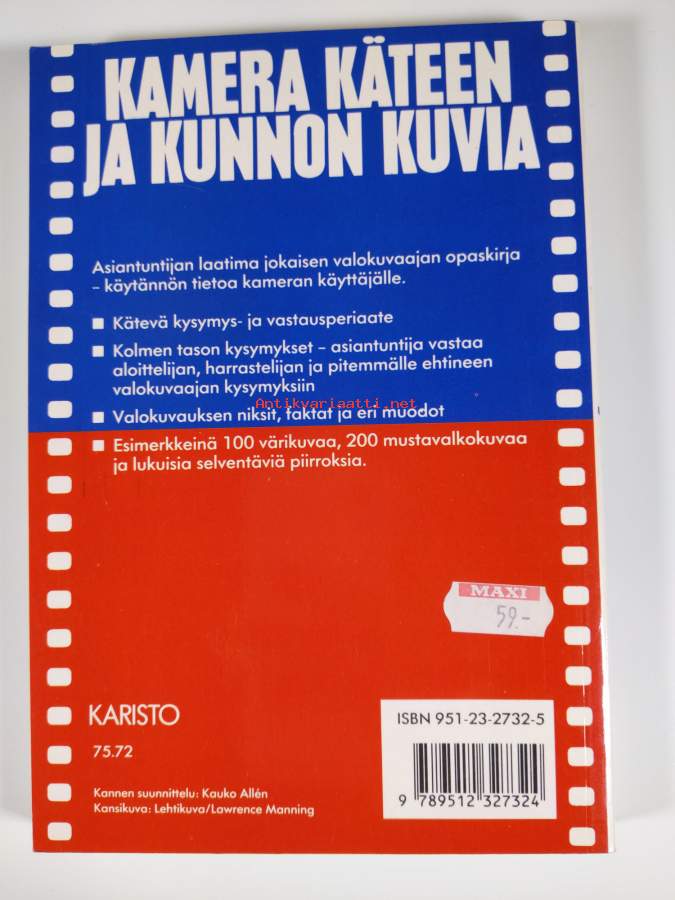 KAMERA KÄTEEN
JA KUNNON KUVIA
Asiantuntijan laatima jokaisen valokuvaajan opaskirja
– käytännön tietoa kameran käyttäjälle.
■ Kätevä kysymys- ja vastausperiaate
■ Kolmen tason kysymykset – asiantuntija vastaa
aloittelijan, harrastelijan ja pitemmälle ehtineen
valokuvaajan kysymyksiin
Antikvariaatti.net
■ Valokuvauksen niksit, faktat ja eri muodot
■ Esimerkkeinä 100 värikuvaa, 200 mustavalkokuvaa
ja lukuisia selventäviä piirroksia.
MAXI
59.-
KARISTO
75.72
Kannen suunnittelu: Kauko Allén
Kansikuva: Lehtikuva/Lawrence Manning
ISBN 951-23-2732-5
9 789512 327324